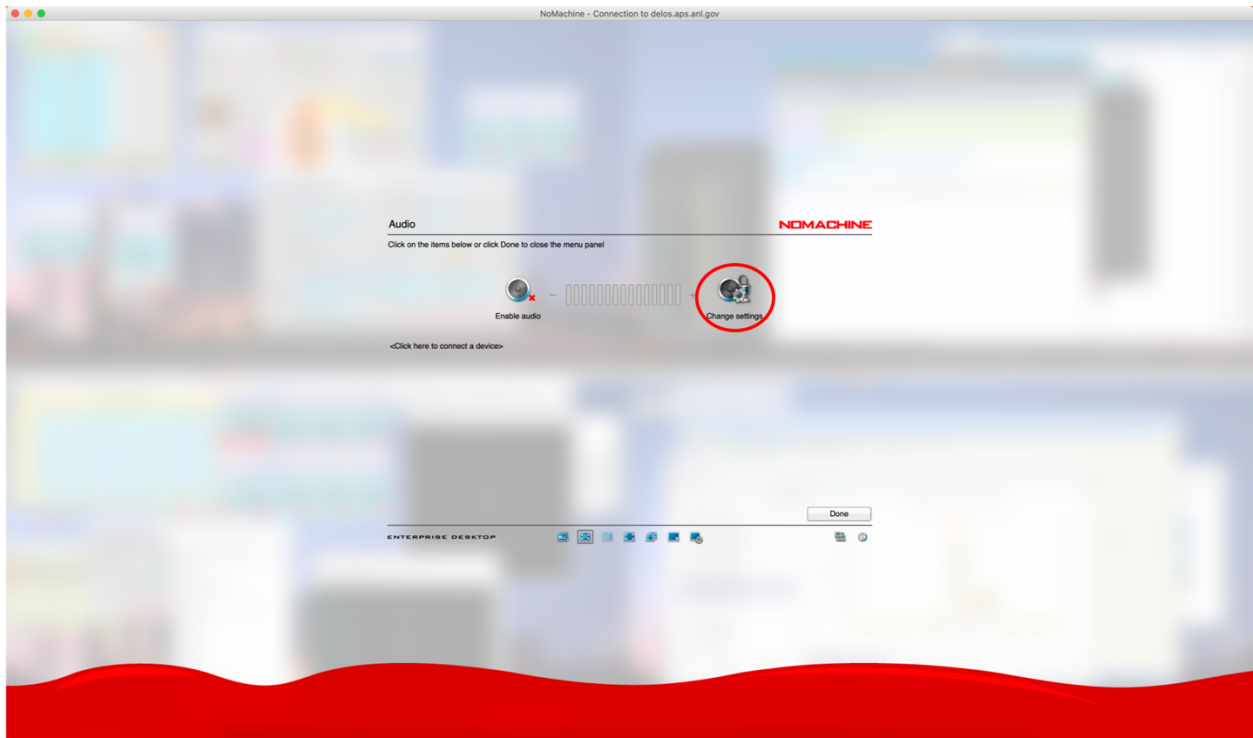 NoMachine - Connection to delos.aps.anl.gov
Audio
NOMACHINE
Click on the items below or click Done to close the menu panel
Enable audio
Change settings
<Click here to connect a device>
Done
ENTERPRISE DESKTOP